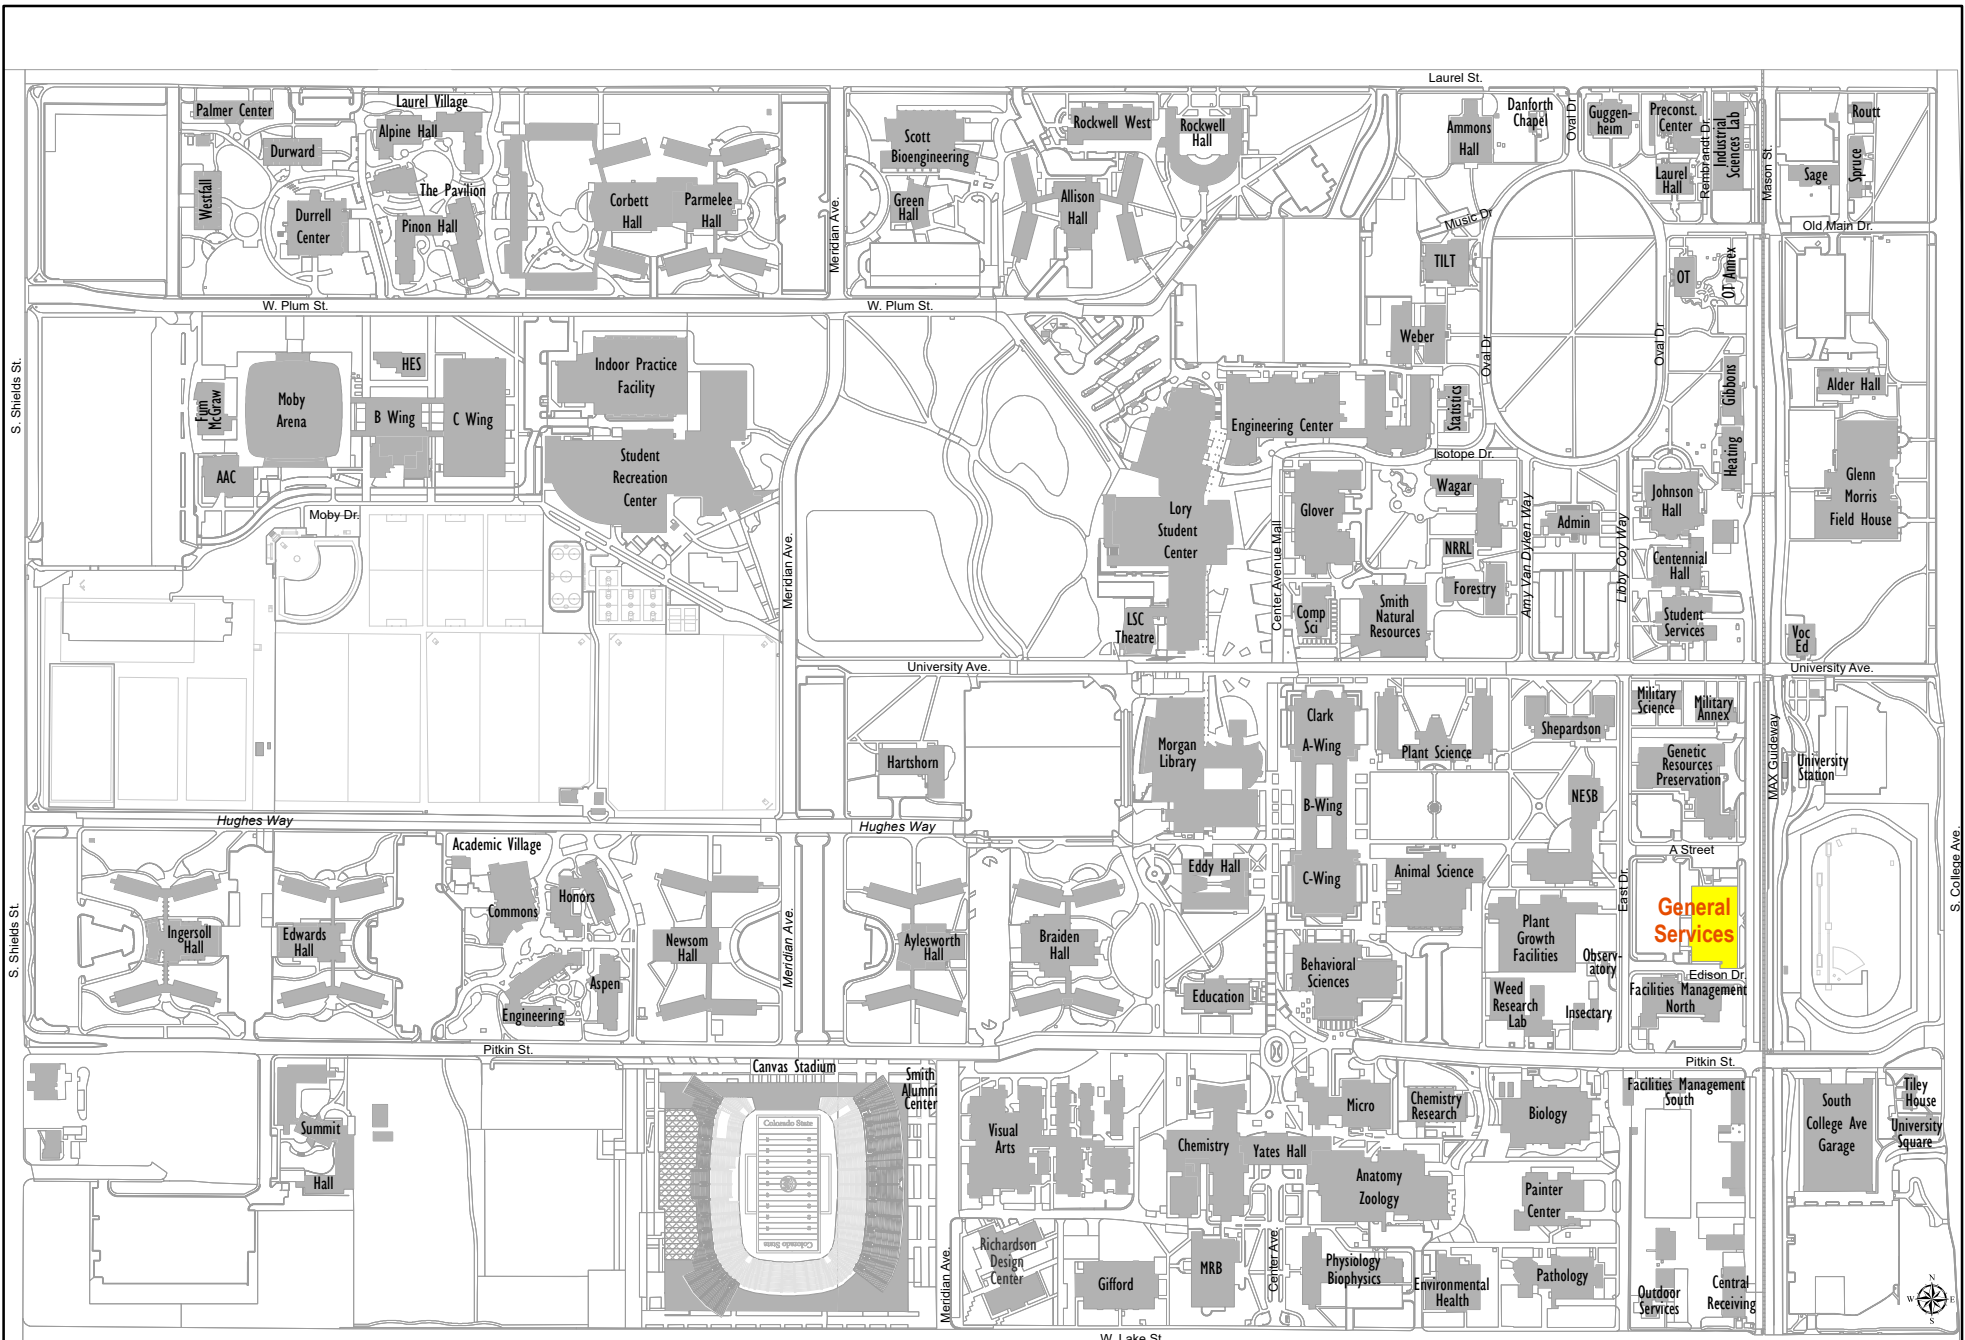 Laurel St.
Palmer Center
Laurel Village
Alpine Hall
Durward
Westfall
The Pavilion
Durrell
Center
Pinon Hall
Corbett
Hall
Parmelee
Hall
Meridian Ave.
Scott
Bioengineering
Green
Hall
Rockwell West
Rockwell
Hall
Allison
Hall
Ammons
Hall
Danforth
Chapel
Oval Dr
Guggen-
heim
Preconst.
Center
Rembrandt Dr.
Industrial
Sciences Lab
Laurel
Hall
Mason St.
Routt
Sage
Spruce
Old Main Dr.
Music Dr
TILT
OT
OT Annex
W. Plum St.
W. Plum St.
S. Shields St.
Fum
McGraw
Moby
Arena
HES
B Wing
C Wing
AAC
Moby Dr.
Indoor Practice
Facility
Student
Recreation
Center
Meridian Ave.
Weber
Oval Dr
Oval Dr
Statistics
Engineering Center
Isotope Dr.
Gibbons
Heating
Alder Hall
Glenn
Morris
Field House
Lory
Student
Center
LSC
Theatre
Center Avenue Mall
Glover
Wagar
NRRL
Forestry
Comp
Sci
Smith
Natural
Resources
Amy Van Dyken Way
Admin
Libby Coy Way
Johnson
Hall
Centennial
Hall
Student
Services
Voc
Ed
University Ave.
University Ave.
Hartshorn
Morgan
Library
Clark
A-Wing
B-Wing
C-Wing
Plant Science
Shepardson
NESB
Military
Science
Military
Annex
Genetic
Resources
Preservation
MAX Guideway
University
Station
Hughes Way
Hughes Way
A Street
S. College Ave.
S. Shields St.
Ingersoll
Hall
Edwards
Hall
Academic Village
Commons
Honors
Aspen
Engineering
Newsom
Hall
Meridian Ave.
Aylesworth
Hall
Braiden
Hall
Eddy Hall
Education
Behavioral
Sciences
Animal Science
Plant
Growth
Facilities
Observ-
atory
Weed
Research
Lab
Insectary
East Dr.
General
Services
Edison Dr.
Facilities Management
North
Pitkin St.
Pitkin St.
Summit
Hall
Canvas Stadium
Colorado State
Colorado State
Smith
Alumni
Center
Meridian Ave.
Visual
Arts
Richardson
Design
Center
Gifford
Chemistry
Yates Hall
MRB
Center Ave.
Micro
Chemistry
Research
Biology
Anatomy
Zoology
Painter
Center
Physiology
Biophysics
Environmental
Health
Pathology
Facilities Management
South
Outdoor
Services
Central
Receiving
South
College Ave
Garage
Tiley
House
University
Square
N
W
E
S
W. Lake St.